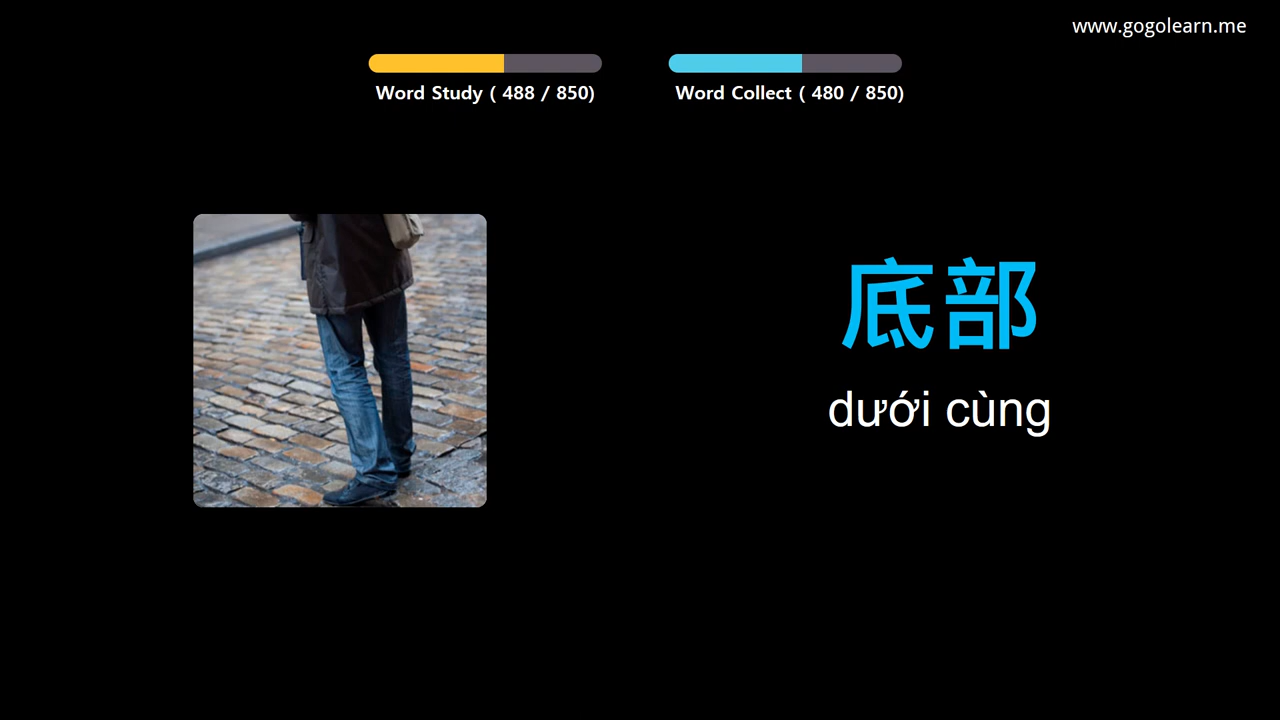 www.gogolearn.me
Word Study ( 488 / 850)
Word Collect ( 480 / 850)
底部
dưới cùng